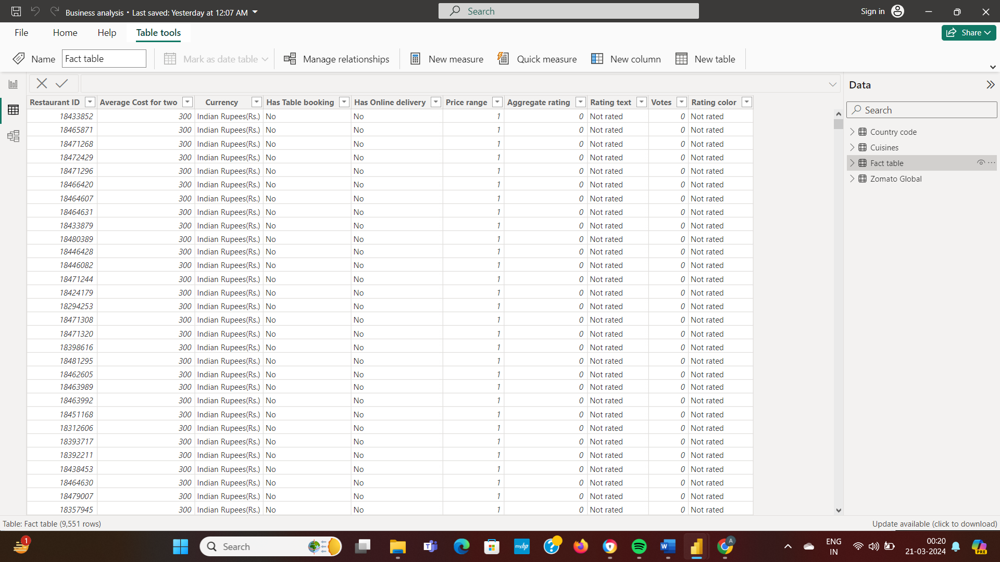 Business analysis • Last saved: Yesterday at 12:07 AM
Search
Sign in
File Home Help Table tools
Share
Name Fact table Mark as date table Manage relationships New measure Quick measure New column New table
Restaurant ID Average Cost for two Currency Has Table booking Has Online delivery Price range Aggregate rating Rating text Votes Rating color
18433852 300 Indian Rupees(Rs.) No No 1 0 Not rated 0 Not rated
18465871 300 Indian Rupees(Rs.) No No 1 0 Not rated 0 Not rated
18471268 300 Indian Rupees(Rs.) No No 1 0 Not rated 0 Not rated
18472429 300 Indian Rupees(Rs.) No No 1 0 Not rated 0 Not rated
18471296 300 Indian Rupees(Rs.) No No 1 0 Not rated 0 Not rated
18466420 300 Indian Rupees(Rs.) No No 1 0 Not rated 0 Not rated
18464607 300 Indian Rupees(Rs.) No No 1 0 Not rated 0 Not rated
18464631 300 Indian Rupees(Rs.) No No 1 0 Not rated 0 Not rated
18433879 300 Indian Rupees(Rs.) No No 1 0 Not rated 0 Not rated
18480389 300 Indian Rupees(Rs.) No No 1 0 Not rated 0 Not rated
18446428 300 Indian Rupees(Rs.) No No 1 0 Not rated 0 Not rated
18446082 300 Indian Rupees(Rs.) No No 1 0 Not rated 0 Not rated
18471244 300 Indian Rupees(Rs.) No No 1 0 Not rated 0 Not rated
18424179 300 Indian Rupees(Rs.) No No 1 0 Not rated 0 Not rated
18294253 300 Indian Rupees(Rs.) No No 1 0 Not rated 0 Not rated
18471308 300 Indian Rupees(Rs.) No No 1 0 Not rated 0 Not rated
18471320 300 Indian Rupees(Rs.) No No 1 0 Not rated 0 Not rated
18398616 300 Indian Rupees(Rs.) No No 1 0 Not rated 0 Not rated
18481295 300 Indian Rupees(Rs.) No No 1 0 Not rated 0 Not rated
18462605 300 Indian Rupees(Rs.) No No 1 0 Not rated 0 Not rated
18463989 300 Indian Rupees(Rs.) No No 1 0 Not rated 0 Not rated
18463992 300 Indian Rupees(Rs.) No No 1 0 Not rated 0 Not rated
18451168 300 Indian Rupees(Rs.) No No 1 0 Not rated 0 Not rated
18312606 300 Indian Rupees(Rs.) No No 1 0 Not rated 0 Not rated
18393717 300 Indian Rupees(Rs.) No No 1 0 Not rated 0 Not rated
18392211 300 Indian Rupees(Rs.) No No 1 0 Not rated 0 Not rated
18438453 300 Indian Rupees(Rs.) No No 1 0 Not rated 0 Not rated
18464630 300 Indian Rupees(Rs.) No No 1 0 Not rated 0 Not rated
18479007 300 Indian Rupees(Rs.) No No 1 0 Not rated 0 Not rated
18357945 300 Indian Rupees(Rs.) No No 1 0 Not rated 0 Not rated
Data
Search
Country code
Cuisines
Fact table
Zomato Global
Table: Fact table (9,551 rows)
Update available (click to download)
1
Search
myhp
A
ENG
IN
00:20
21-03-2024
PRE